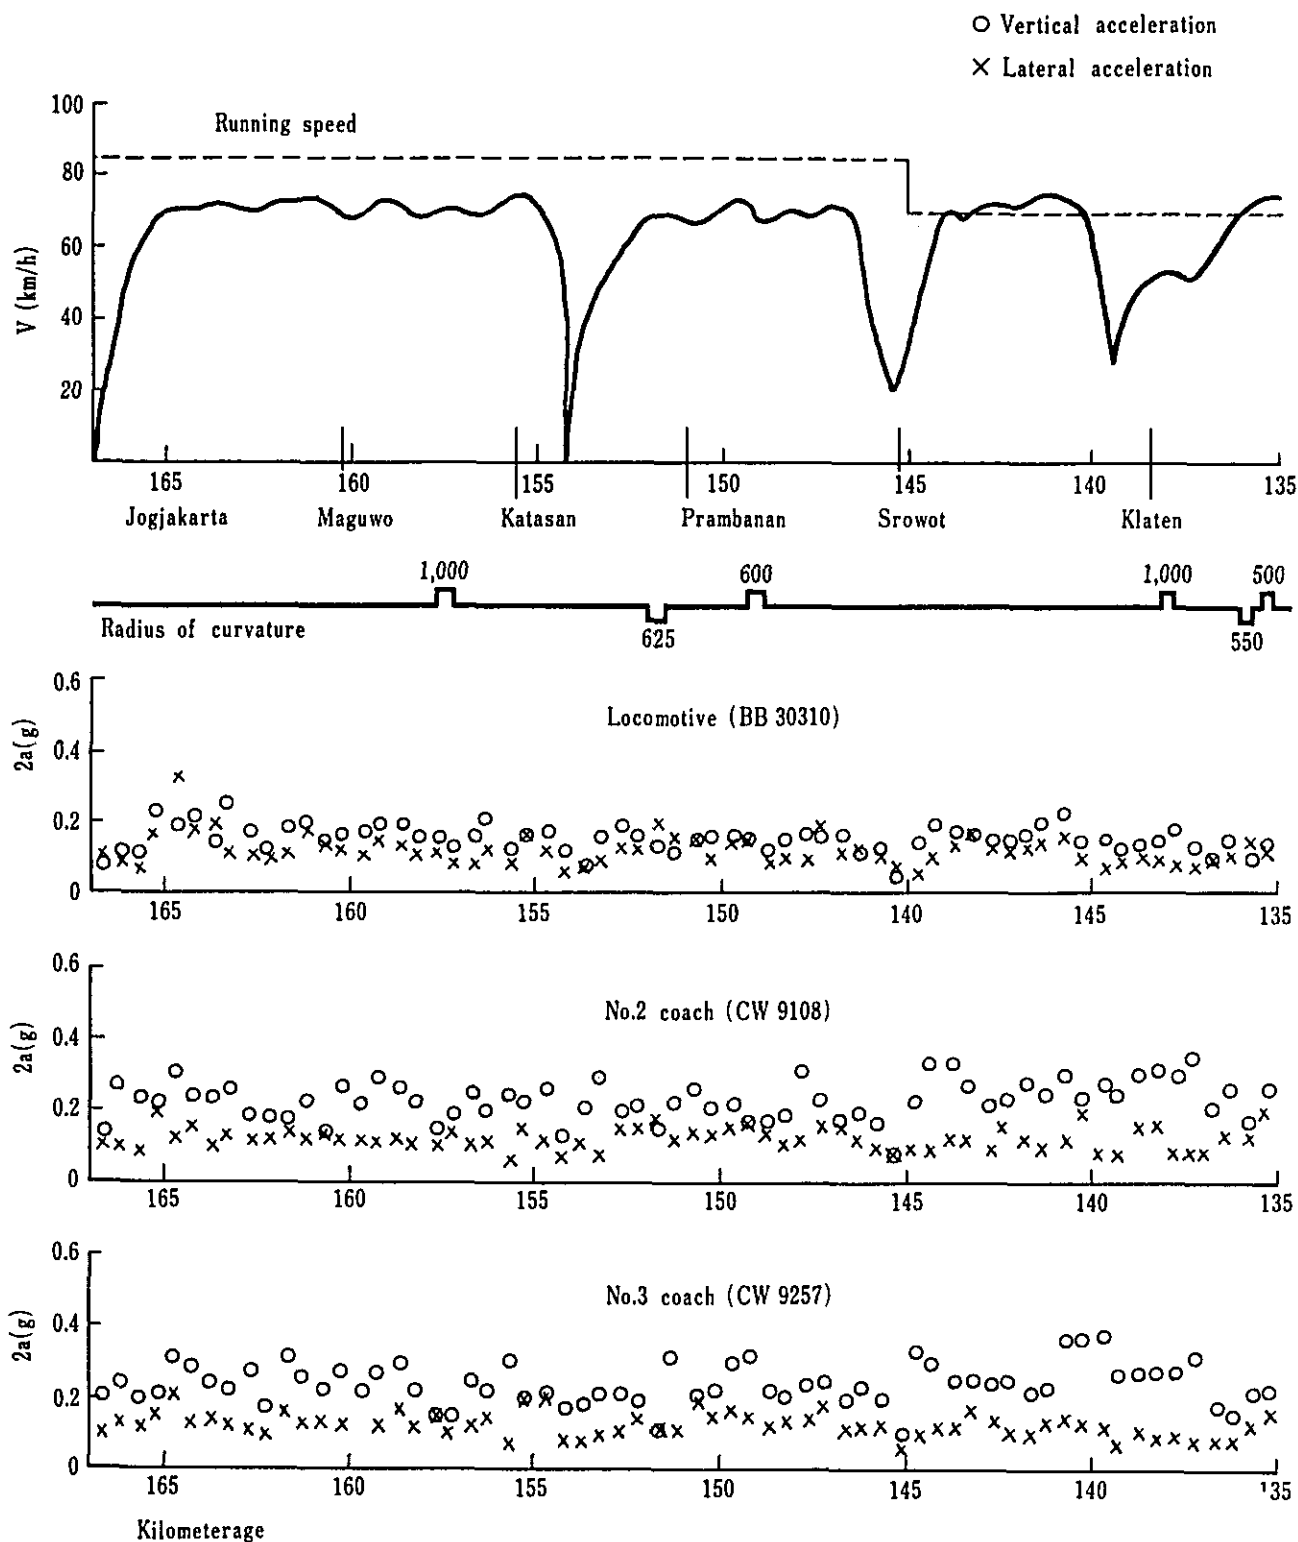 O Vertical acceleration
× Lateral acceleration
Running speed
V (km/h)
100
80
60
40
20
165 160 155 150 145 140 135
Jogjakarta Maguwo Katasan Prambanan Srowot Klaten
1,000 600 1,000 500
Radius of curvature
625 550
Locomotive (BB 30310)
2a(g)
0.6
0.4
0.2
0
165 160 155 150 140 145 135
No.2 coach (CW 9108)
2a(g)
0.6
0.4
0.2
0
165 160 155 150 145 140 135
No.3 coach (CW 9257)
2a(g)
0.6
0.4
0.2
0
165 160 155 150 145 140 135
Kilometerage